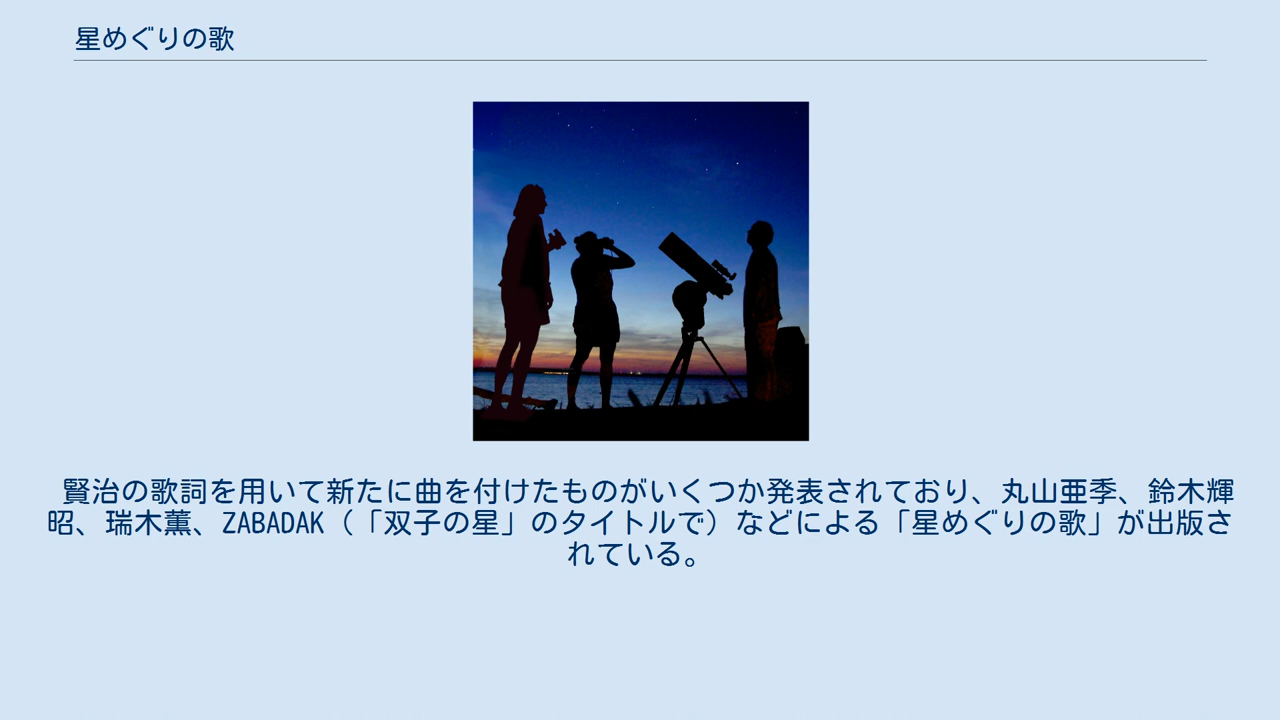 星めぐりの歌
賢治の歌詞を用いて新たに曲を付けたものがいくつか発表されており、丸山亜季、鈴木輝
昭、瑞木薫、ZABADAK（「双子の星」のタイトルで）などによる「星めぐりの歌」が出版さ
れている。